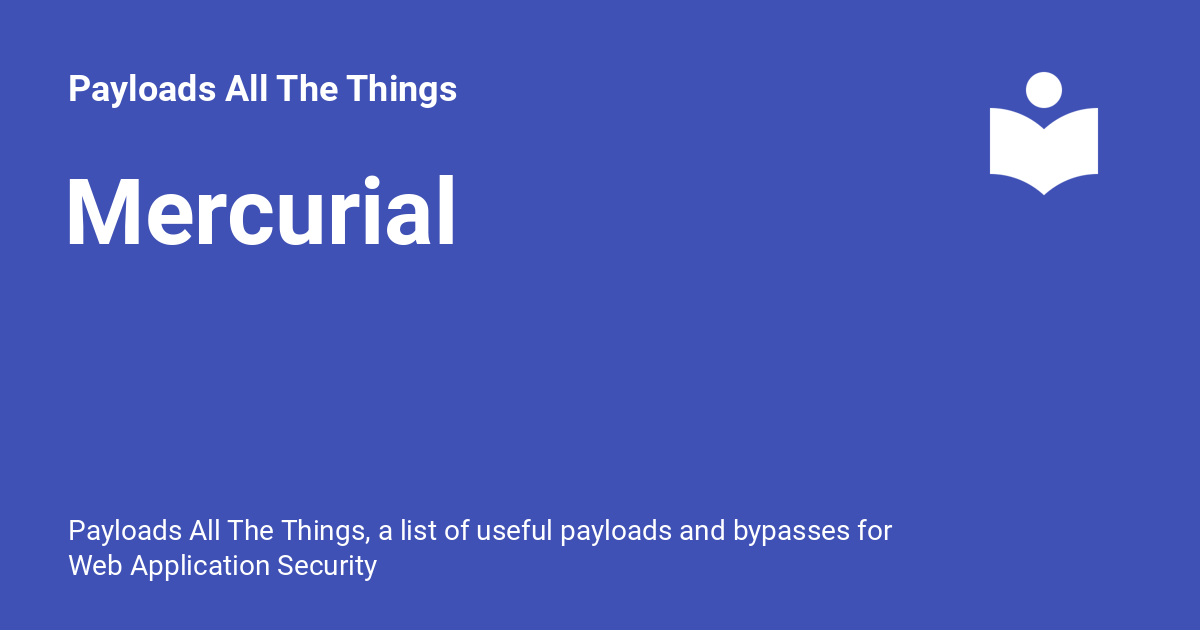 Payloads All The Things
Mercurial
Payloads All The Things, a list of useful payloads and bypasses for
Web Application Security